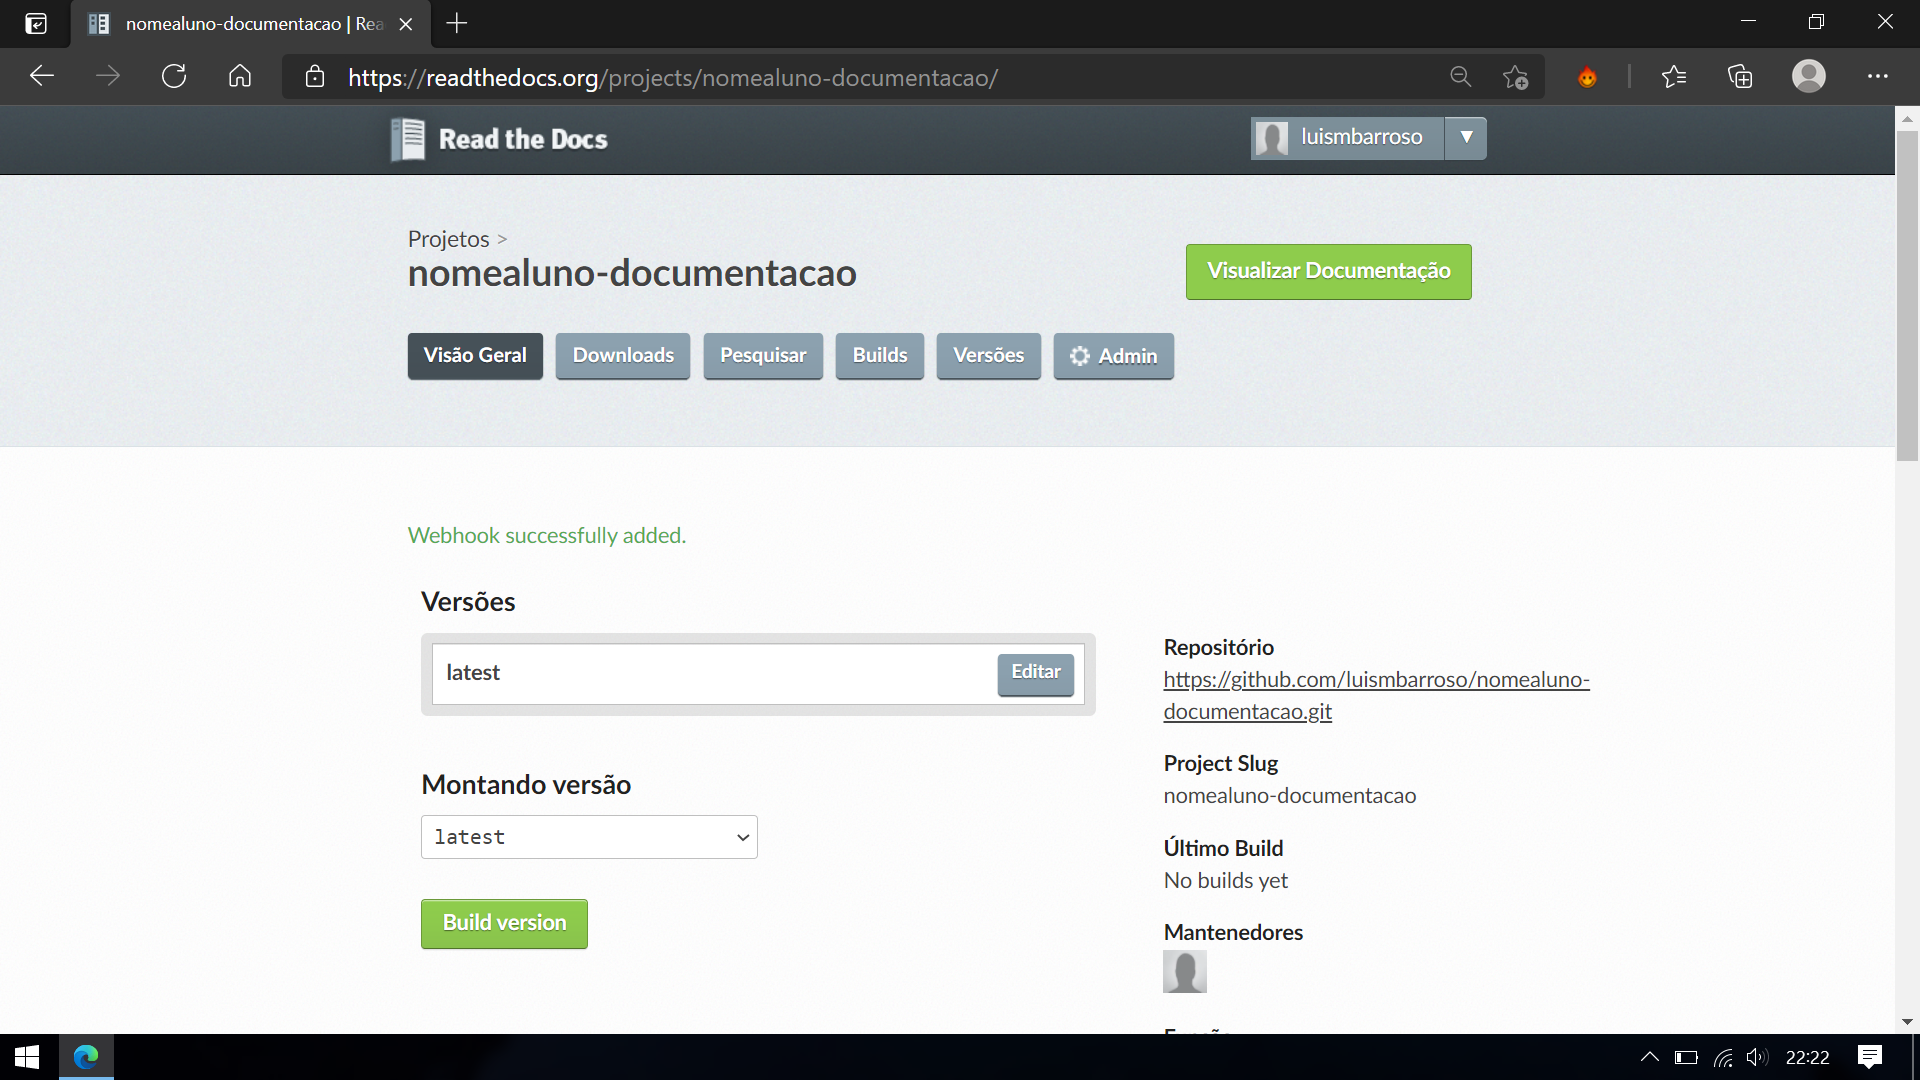 nomealuno-documentacao | Rea
https://readthedocs.org/projects/nomealuno-documentacao/
Read the Docs
luismbarroso
Projetos >
nomealuno-documentacao
Visualizar Documentação
Visão Geral
Downloads
Pesquisar
Builds
Versões
Admin
Webhook successfully added.
Versões
latest
Editar
Montando versão
latest
Build version
Repositório
https://github.com/luismbarroso/nomealuno-
documentacao.git
Project Slug
nomealuno-documentacao
Último Build
No builds yet
Mantenedores
22:22